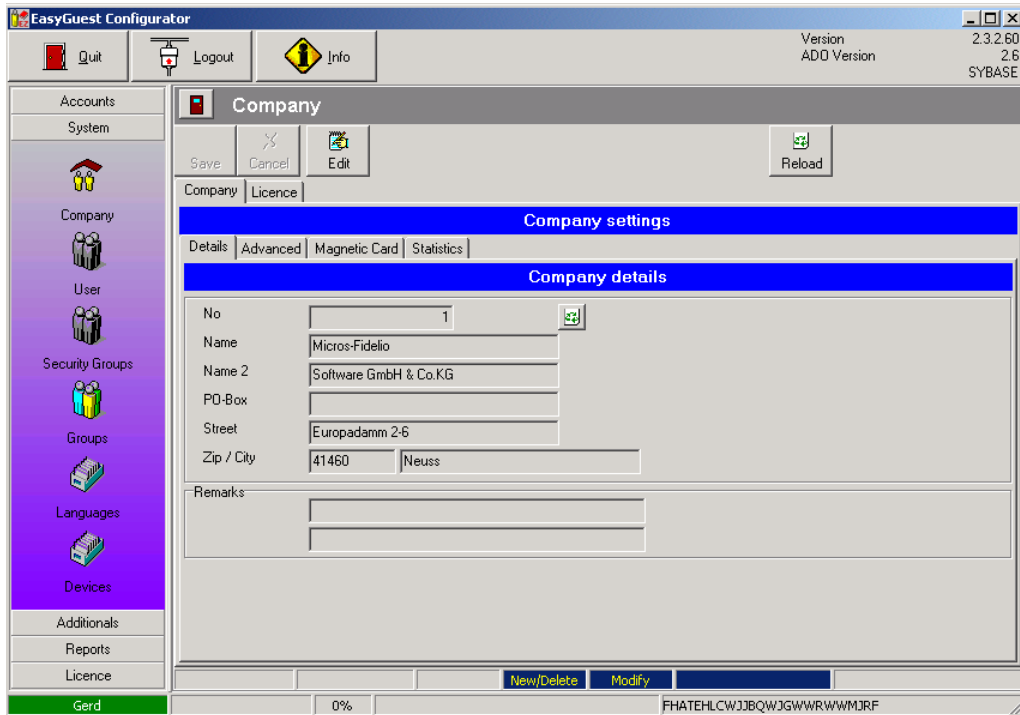 EasyGuest Configurator
Quit Logout Info
Version 2.3.2.60
ADO Version 2.6
SYBASE
Accounts
System
Company
User
Security Groups
Groups
Languages
Devices
Additionals
Reports
Licence
Gerd
Company
Save Cancel Edit Reload
Company Licence
Company settings
Details Advanced Magnetic Card Statistics
Company details
No 1
Name Micros-Fidelio
Name 2 Software GmbH & Co.KG
PO-Box
Street Europadamm 2-6
Zip / City 41460 Neuss
Remarks
New/Delete Modify
0% FHATEHLCWJJBQWJGWWRWWMJRF